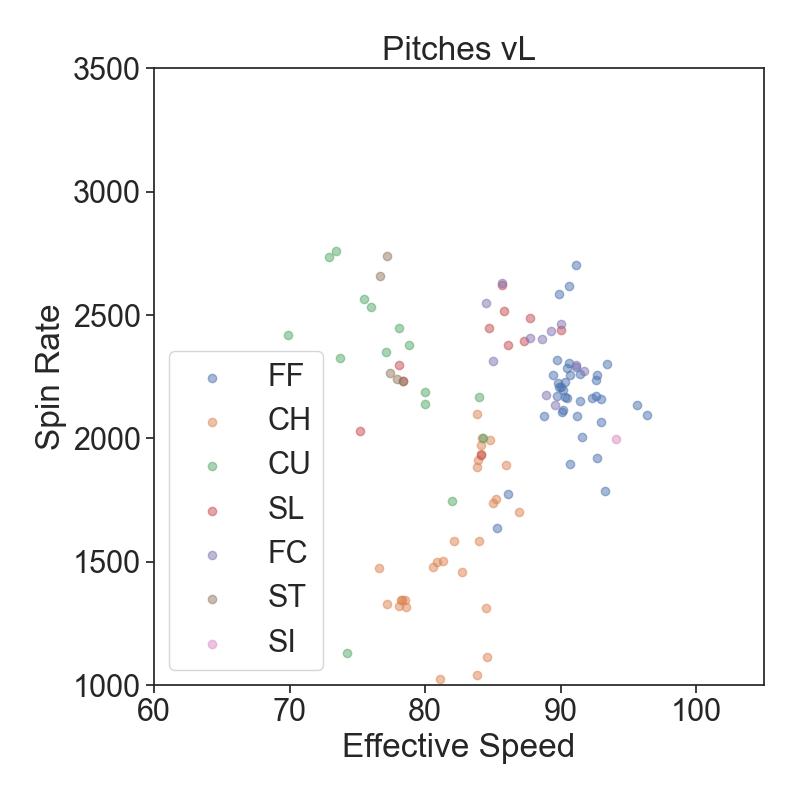 Pitches vL
3500
3000
2500
2000
1500
1000
Spin Rate
FF
CH
CU
SL
FC
ST
SI
60
70
80
90
100
Effective Speed